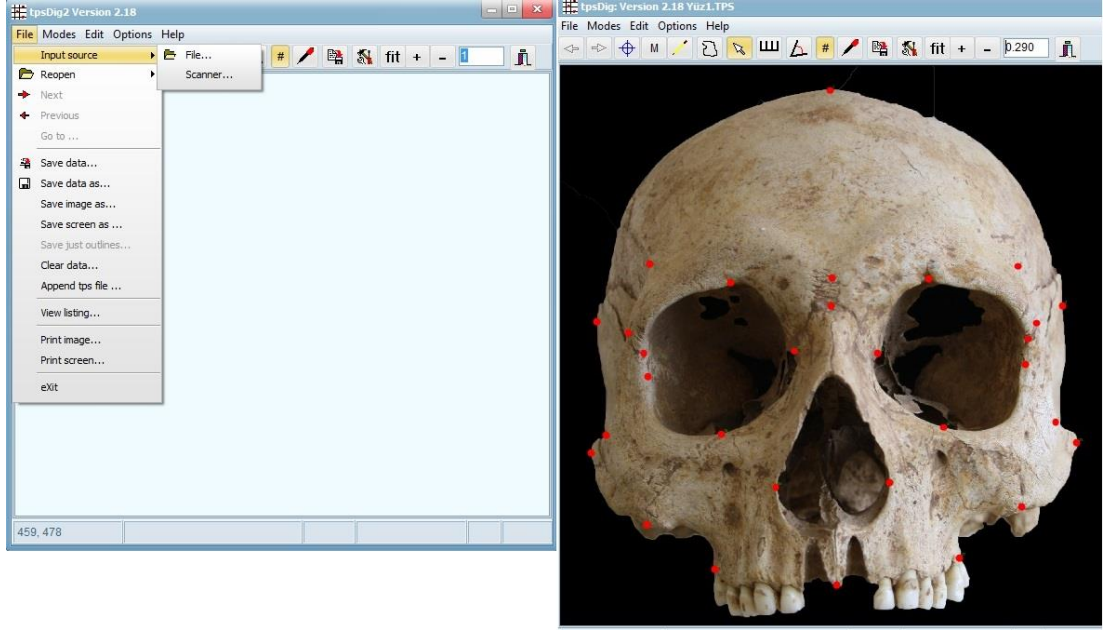 tpsDig2 Version 2.18
File Modes Edit Options Help
# fit + - 1
Input source
File...
Reopen
Scanner...
Next
Previous
Go to ...
Save data...
Save data as...
Save image as...
Save screen as ...
Save just outlines...
Clear data...
Append tps file ...
View listing...
Print image...
Print screen...
eXit
459, 478
tpsDig: Version 2.18 Yüz1.TPS
File Modes Edit Options Help
M # fit + - 0.290